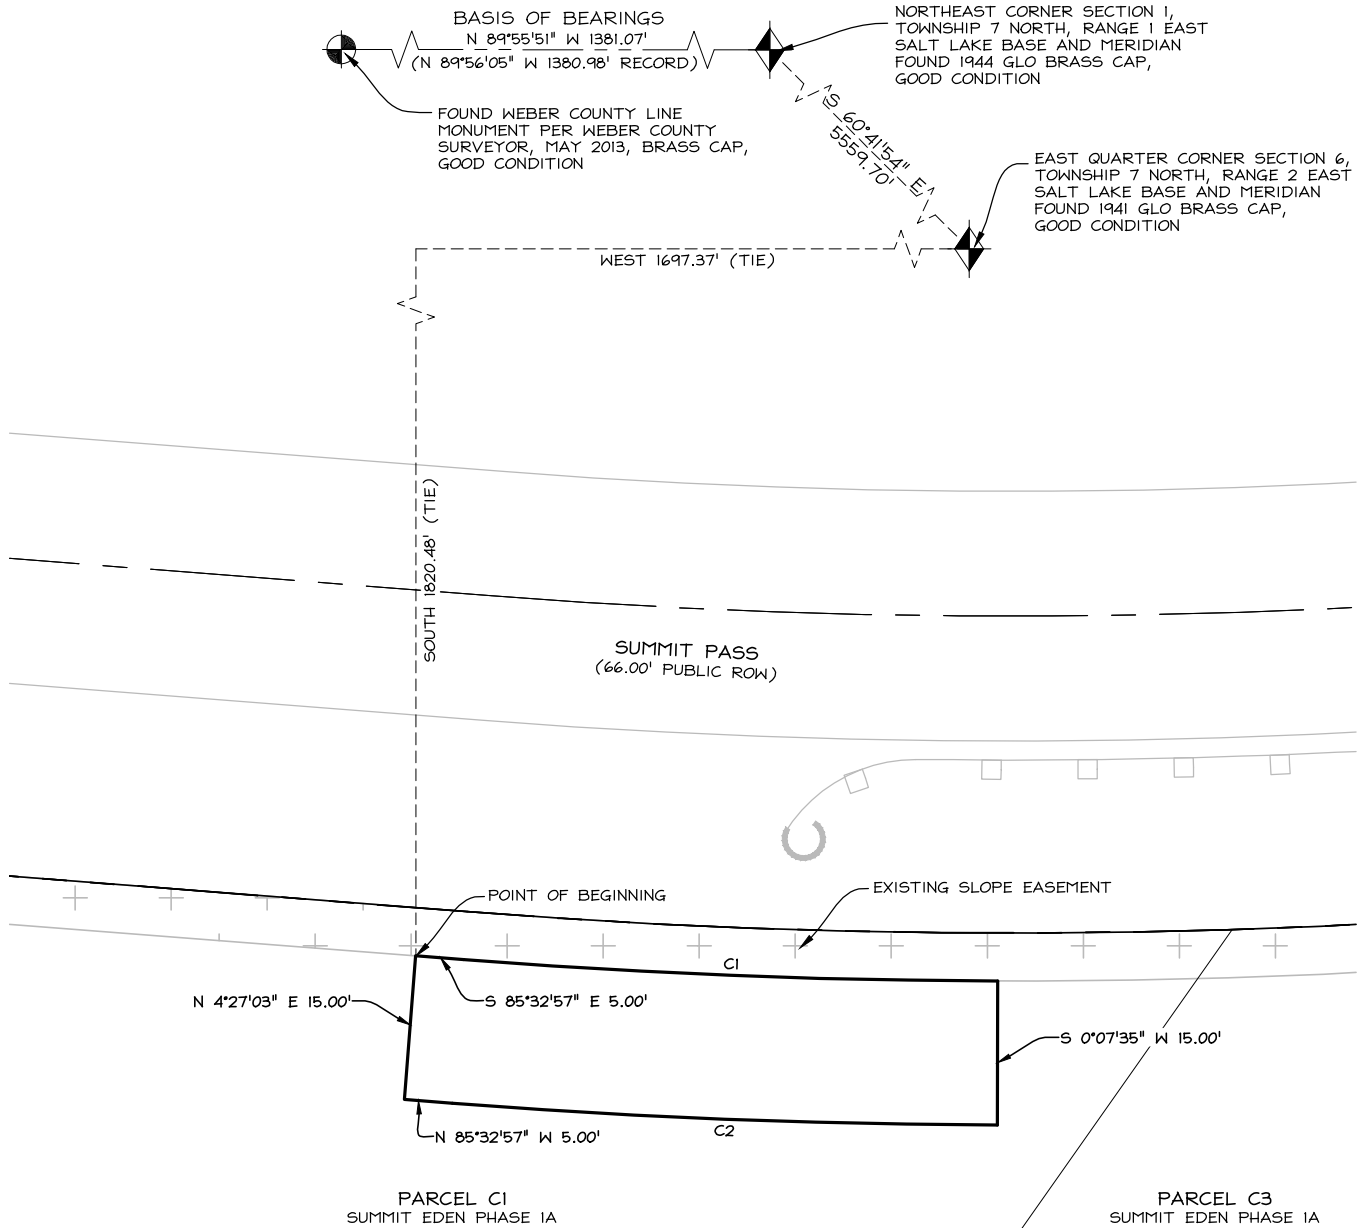 BASIS OF BEARINGS
N 89°55'51" W 1381.07'
(N 89°56'05" W 1380.98' RECORD)
NORTHEAST CORNER SECTION 1,
TOWNSHIP 7 NORTH, RANGE 1 EAST
SALT LAKE BASE AND MERIDIAN
FOUND 1944 GLO BRASS CAP,
GOOD CONDITION
FOUND WEBER COUNTY LINE
MONUMENT PER WEBER COUNTY
SURVEYOR, MAY 2013, BRASS CAP,
GOOD CONDITION
S 60°41'54" E
5559.70'
EAST QUARTER CORNER SECTION 6,
TOWNSHIP 7 NORTH, RANGE 2 EAST
SALT LAKE BASE AND MERIDIAN
FOUND 1941 GLO BRASS CAP,
GOOD CONDITION
WEST 1697.37' (TIE)
SOUTH 1820.48' (TIE)
SUMMIT PASS
(66.00' PUBLIC ROW)
POINT OF BEGINNING
EXISTING SLOPE EASEMENT
C1
N 4°27'03" E 15.00'
S 85°32'57" E 5.00'
S 0°07'35" W 15.00'
N 85°32'57" W 5.00'
C2
PARCEL C1
SUMMIT EDEN PHASE 1A
PARCEL C3
SUMMIT EDEN PHASE 1A